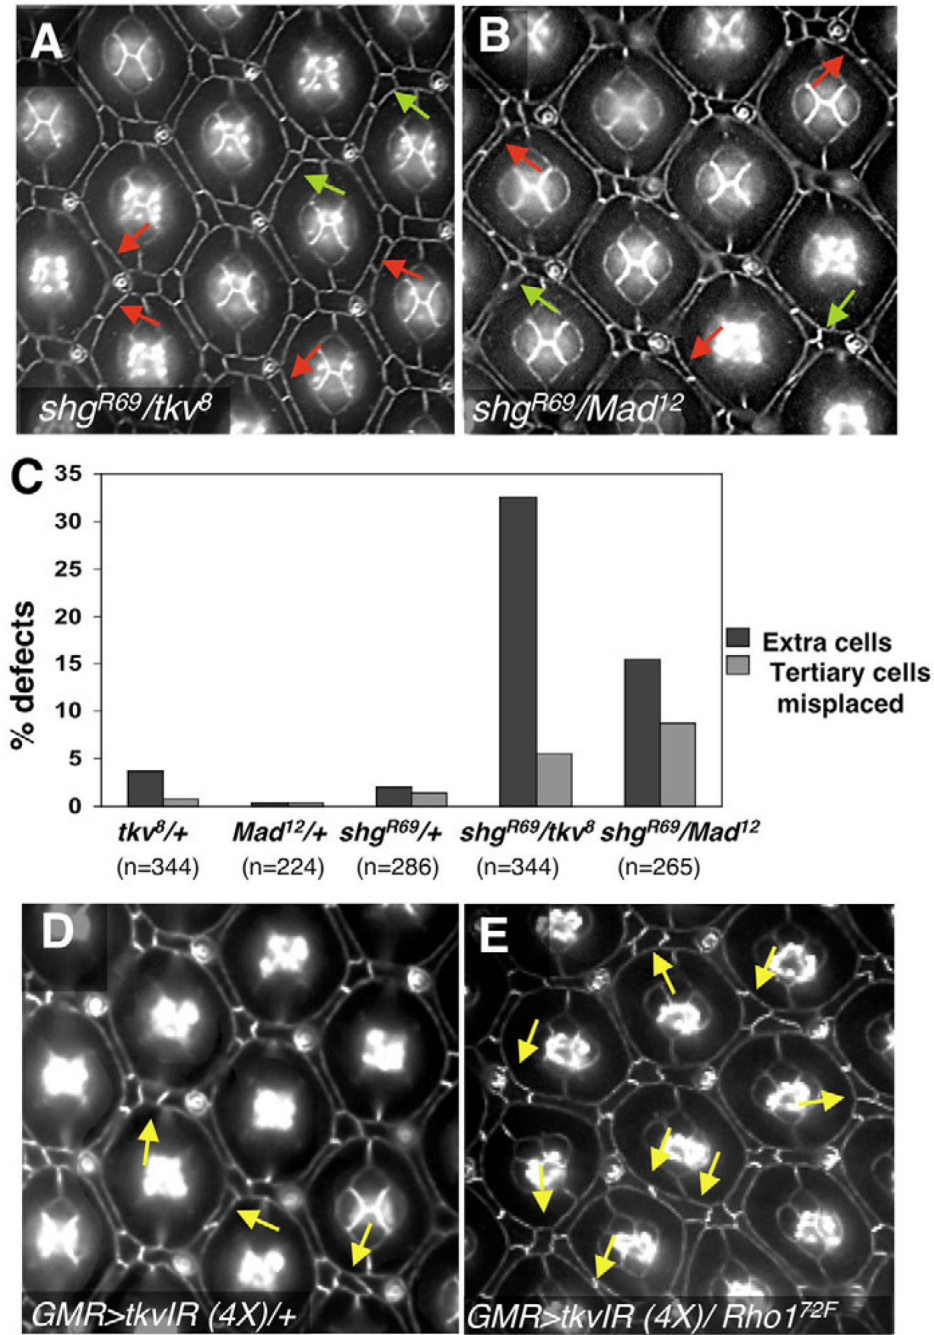 A
B
shgR69/tkv8
shgR69/Mad12
C
35
30
25
20
15
10
5
0
% defects
Extra cells
Tertiary cells
misplaced
tkv8/+ Mad12/+ shgR69/+ shgR69/tkv8 shgR69/Mad12
(n=344) (n=224) (n=286) (n=344) (n=265)
D
E
GMR>tkvIR (4X)/+
GMR>tkvIR (4X)/ Rho172F